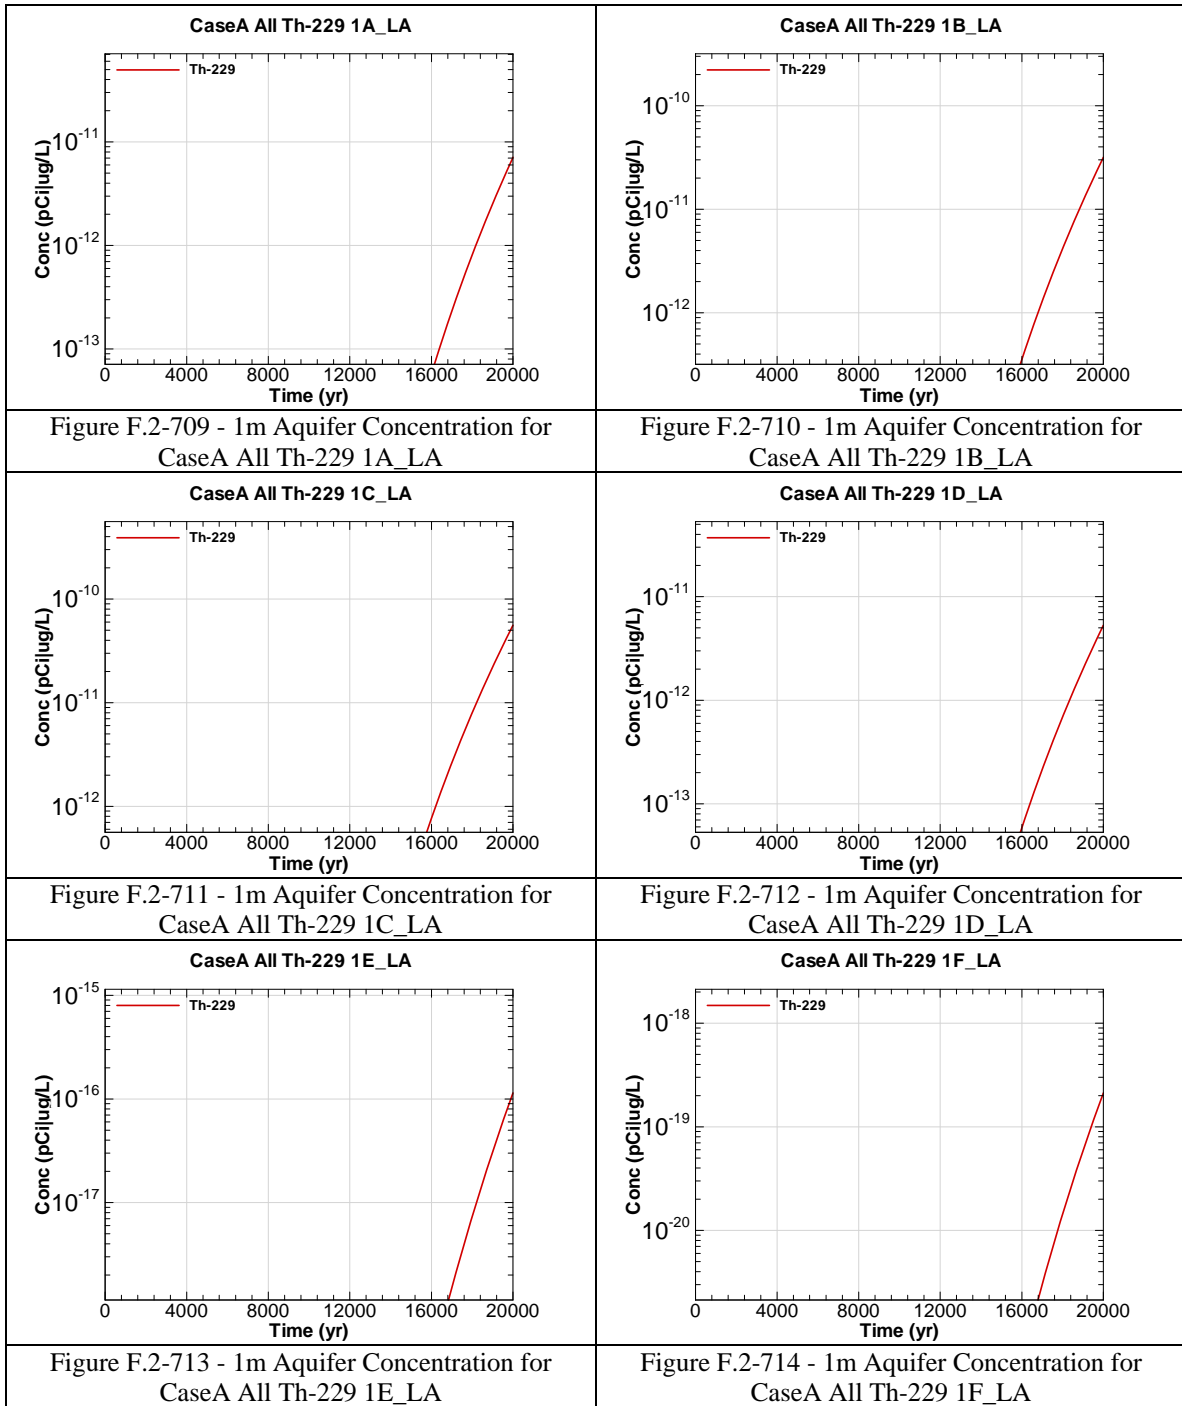 CaseA All Th-229 1A_LA
Th-229
Conc (pCi|ug/L)
10-11
10-12
10-13
0 4000 8000 12000 16000 20000
Time (yr)
Figure F.2-709 - 1m Aquifer Concentration for
CaseA All Th-229 1A_LA
CaseA All Th-229 1B_LA
Th-229
Conc (pCi|ug/L)
10-10
10-11
10-12
0 4000 8000 12000 16000 20000
Time (yr)
Figure F.2-710 - 1m Aquifer Concentration for
CaseA All Th-229 1B_LA
CaseA All Th-229 1C_LA
Th-229
Conc (pCi|ug/L)
10-10
10-11
10-12
0 4000 8000 12000 16000 20000
Time (yr)
Figure F.2-711 - 1m Aquifer Concentration for
CaseA All Th-229 1C_LA
CaseA All Th-229 1D_LA
Th-229
Conc (pCi|ug/L)
10-11
10-12
10-13
0 4000 8000 12000 16000 20000
Time (yr)
Figure F.2-712 - 1m Aquifer Concentration for
CaseA All Th-229 1D_LA
CaseA All Th-229 1E_LA
Th-229
Conc (pCi|ug/L)
10-15
10-16
10-17
0 4000 8000 12000 16000 20000
Time (yr)
Figure F.2-713 - 1m Aquifer Concentration for
CaseA All Th-229 1E_LA
CaseA All Th-229 1F_LA
Th-229
Conc (pCi|ug/L)
10-18
10-19
10-20
0 4000 8000 12000 16000 20000
Time (yr)
Figure F.2-714 - 1m Aquifer Concentration for
CaseA All Th-229 1F_LA